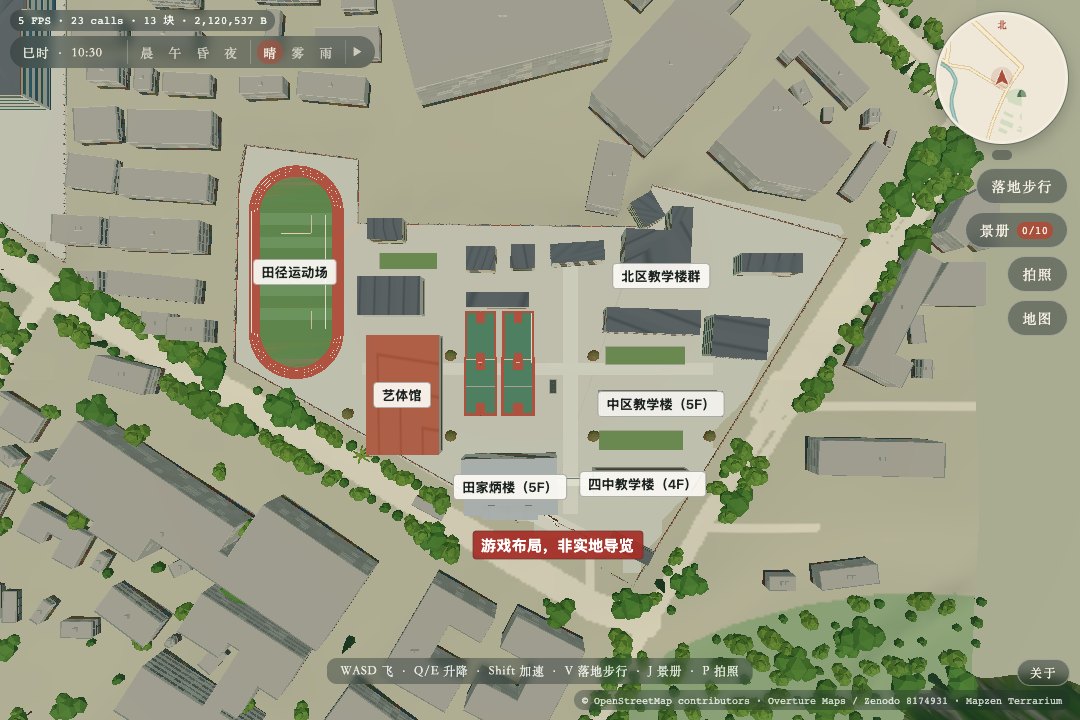 5 FPS · 23 calls · 13 块 · 2,120,537 B
巳时 · 10:30 晨 午 昏 夜 晴 雾 雨
北
落地步行
景册 0/10
拍照
地图
田径运动场
北区教学楼群
艺体馆
中区教学楼（5F）
田家炳楼（5F）
四中教学楼（4F）
游戏布局，非实地导览
WASD 飞 · Q/E 升降 · Shift 加速 · V 落地步行 · J 景册 · P 拍照
关于
© OpenStreetMap contributors · Overture Maps / Zenodo 8174931 · Mapzen Terrarium